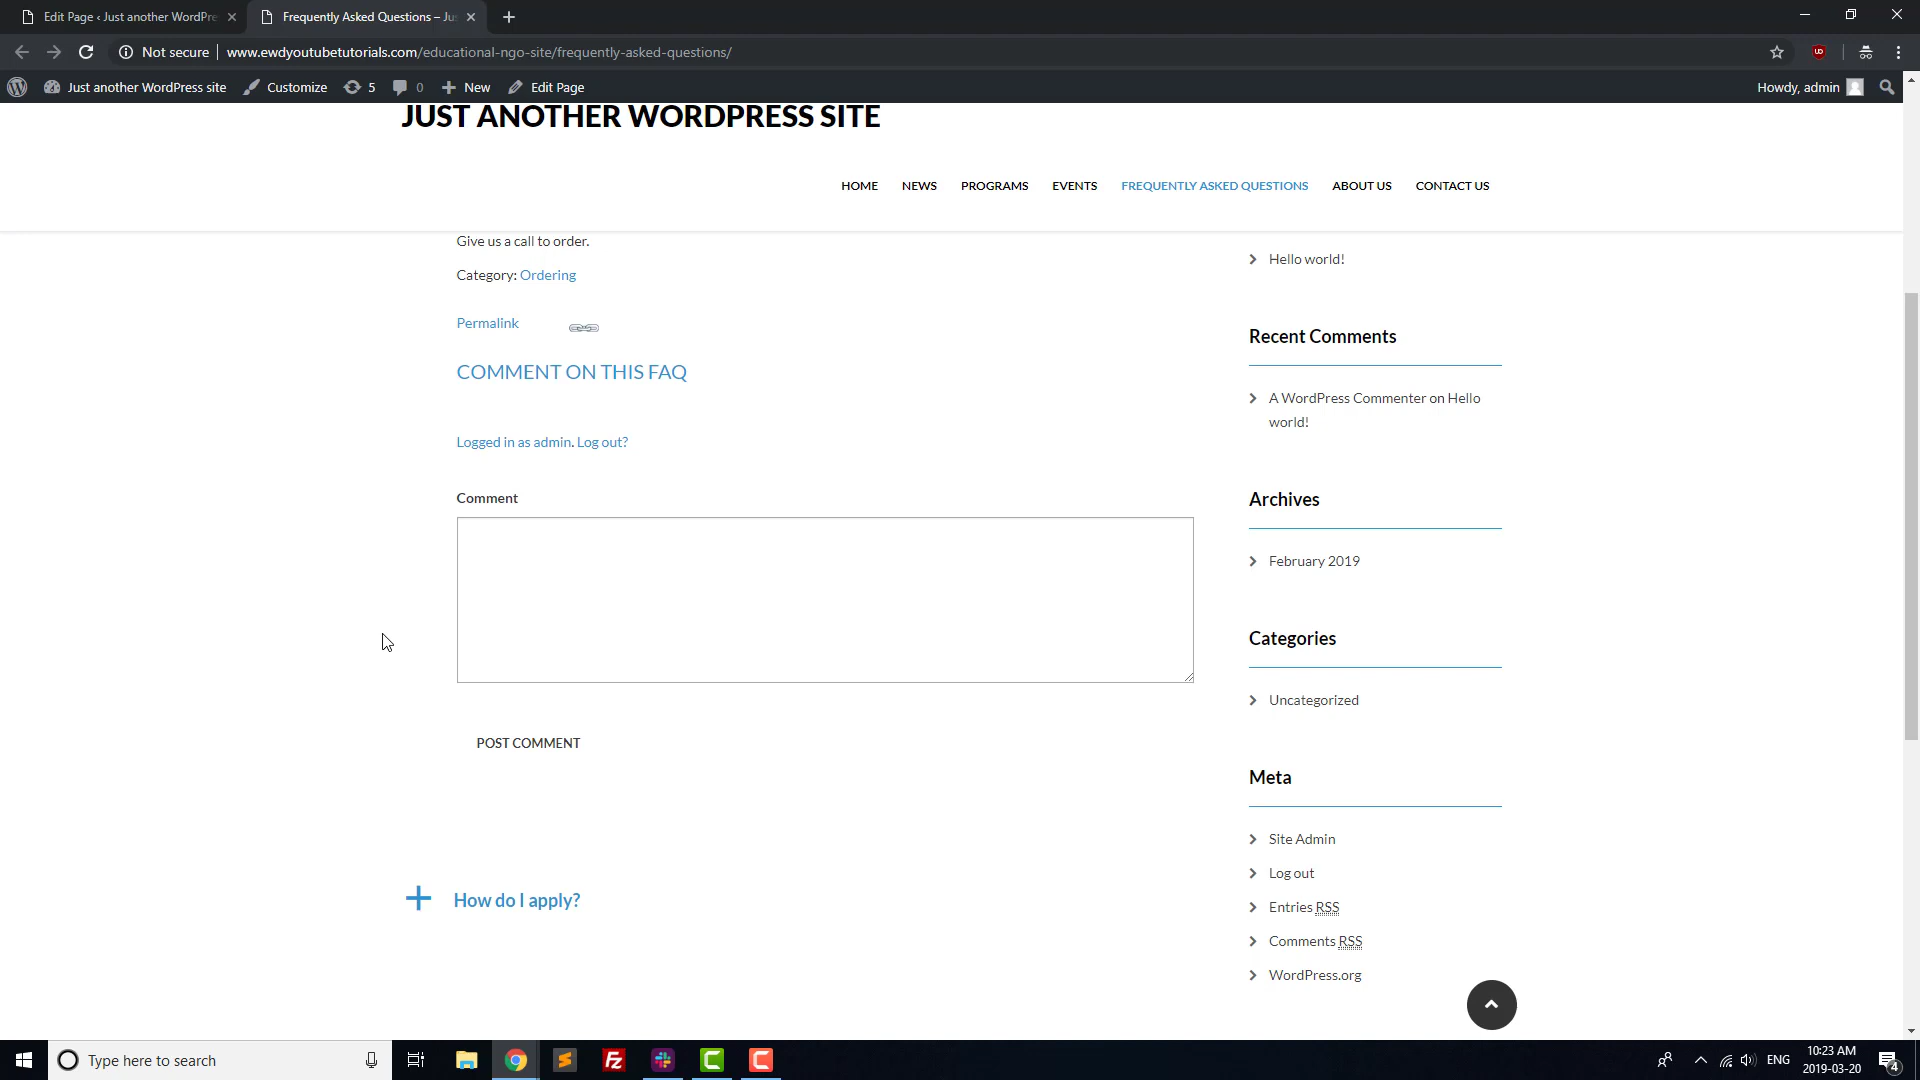 Edit Page ‹ Just another WordPre
Frequently Asked Questions – Jus
Not secure
www.ewdyoutubetutorials.com/educational-ngo-site/frequently-asked-questions/
Just another WordPress site
Customize
5
0
New
Edit Page
Howdy, admin
JUST ANOTHER WORDPRESS SITE
HOME NEWS PROGRAMS EVENTS FREQUENTLY ASKED QUESTIONS ABOUT US CONTACT US
Give us a call to order.
Category: Ordering
Permalink
COMMENT ON THIS FAQ
Logged in as admin. Log out?
Comment
POST COMMENT
How do I apply?
Hello world!
Recent Comments
A WordPress Commenter on Hello
world!
Archives
February 2019
Categories
Uncategorized
Meta
Site Admin
Log out
Entries RSS
Comments RSS
WordPress.org
Type here to search
ENG
10:23 AM
2019-03-20
4